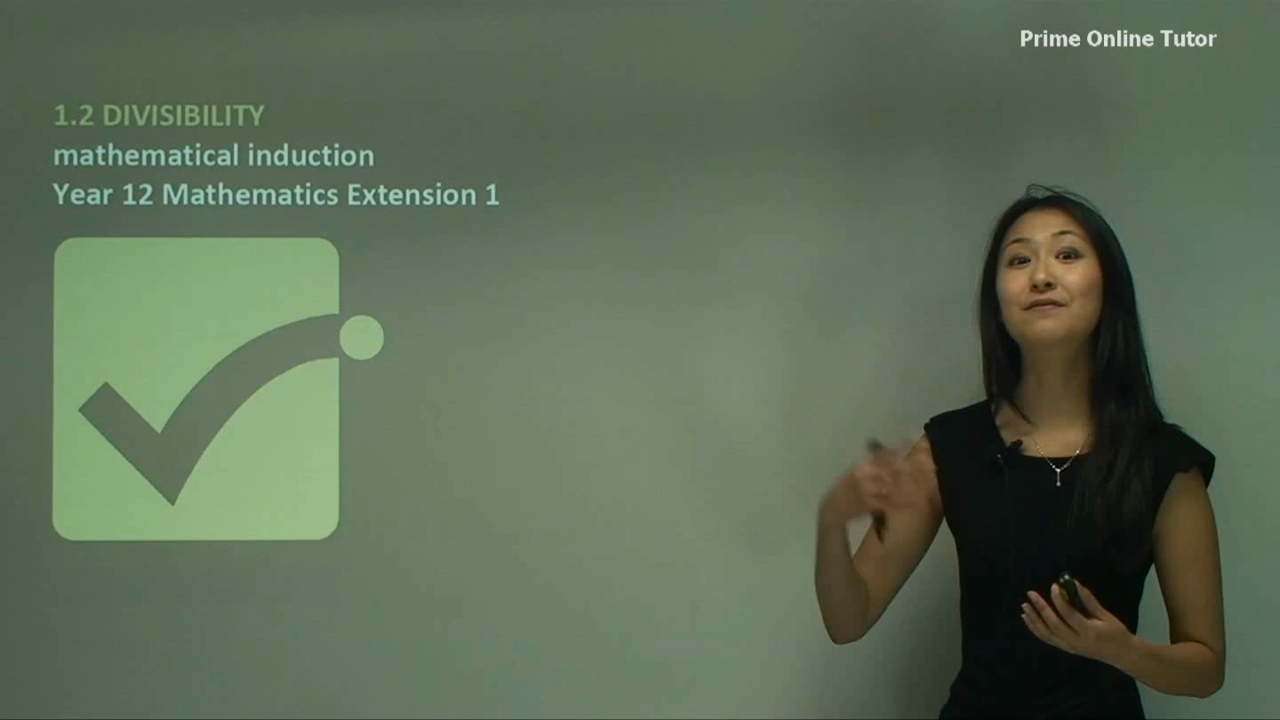 Prime Online Tutor
1.2 DIVISIBILITY
mathematical induction
Year 12 Mathematics Extension 1